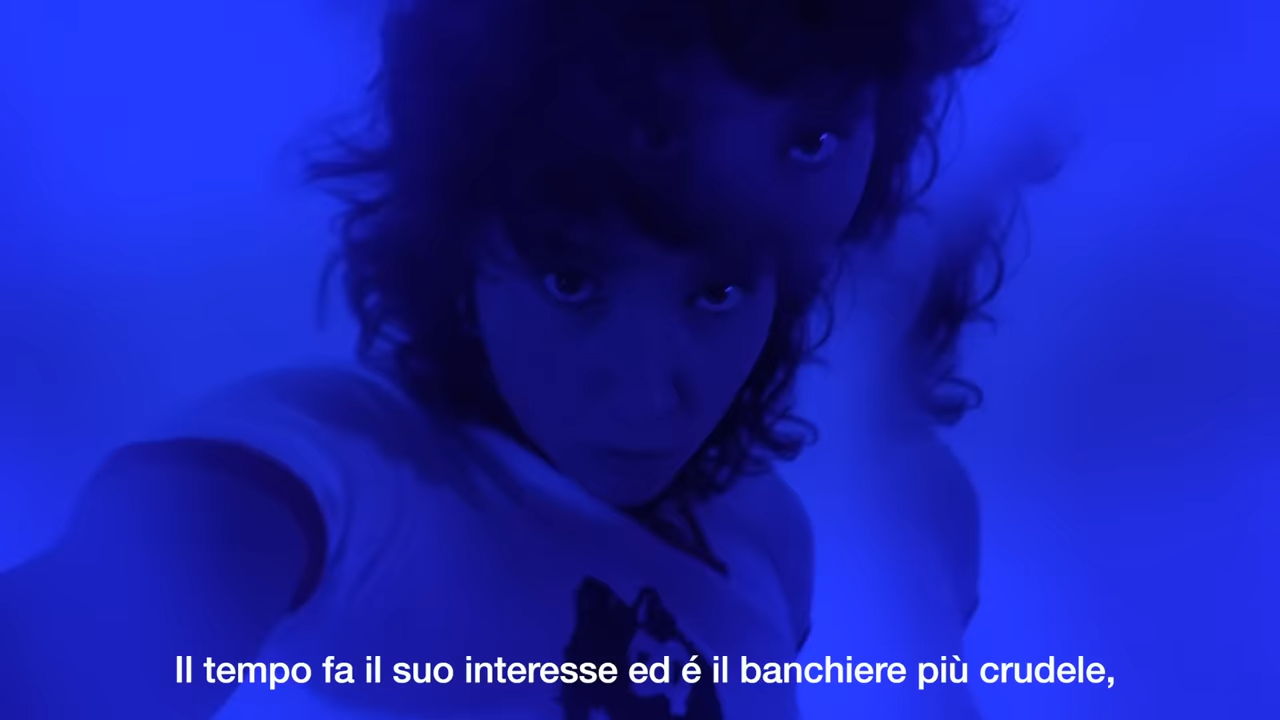 Il tempo fa il suo interesse ed é il banchiere più crudele,